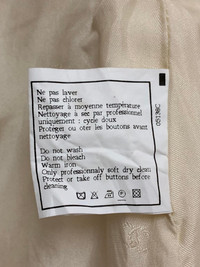 Ne pas laver
Ne pas chlorer
Repasser à moyenne température
Nettoyage à sec par professionnel
uniquement : cycle doux
Protéger ou oter les boutons avant
nettoyage
Do not wash
Do not bleach
Warm iron
Only professionnaly soft dry clean
Protect or take off buttons before
cleaning